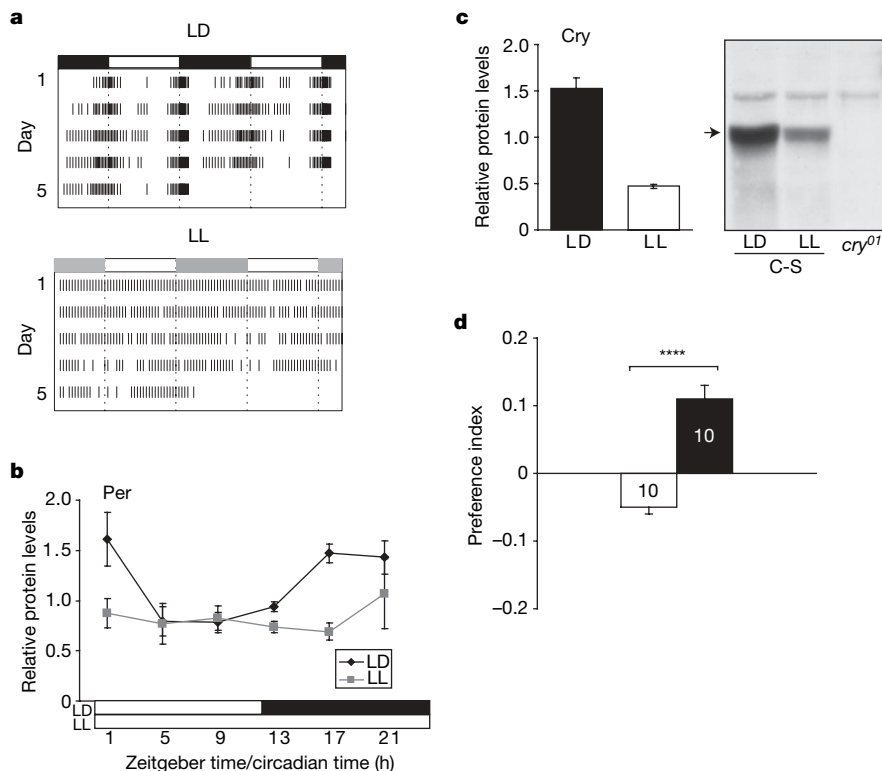 a
LD
1
Day
5
LL
1
Day
5
b
Per
Relative protein levels
2.0
1.5
1.0
0.5
0
LD
LL
LD
LL
1 5 9 13 17 21
Zeitgeber time/circadian time (h)
c
Cry
Relative protein levels
2.0
1.5
1.0
0.5
0
LD LL
LD LL cry01
C-S
d
Preference index
0.2
0.1
0
−0.1
−0.2
****
10
10